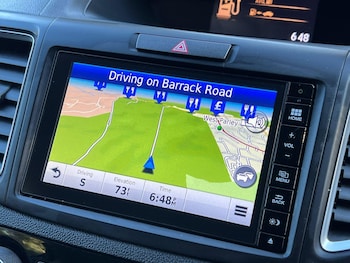 648
Driving on Barrack Road
£
West Parley
HOME
+
VOL
-
MENU
BACK
Driving
S
Elevation
73
Time
6:48